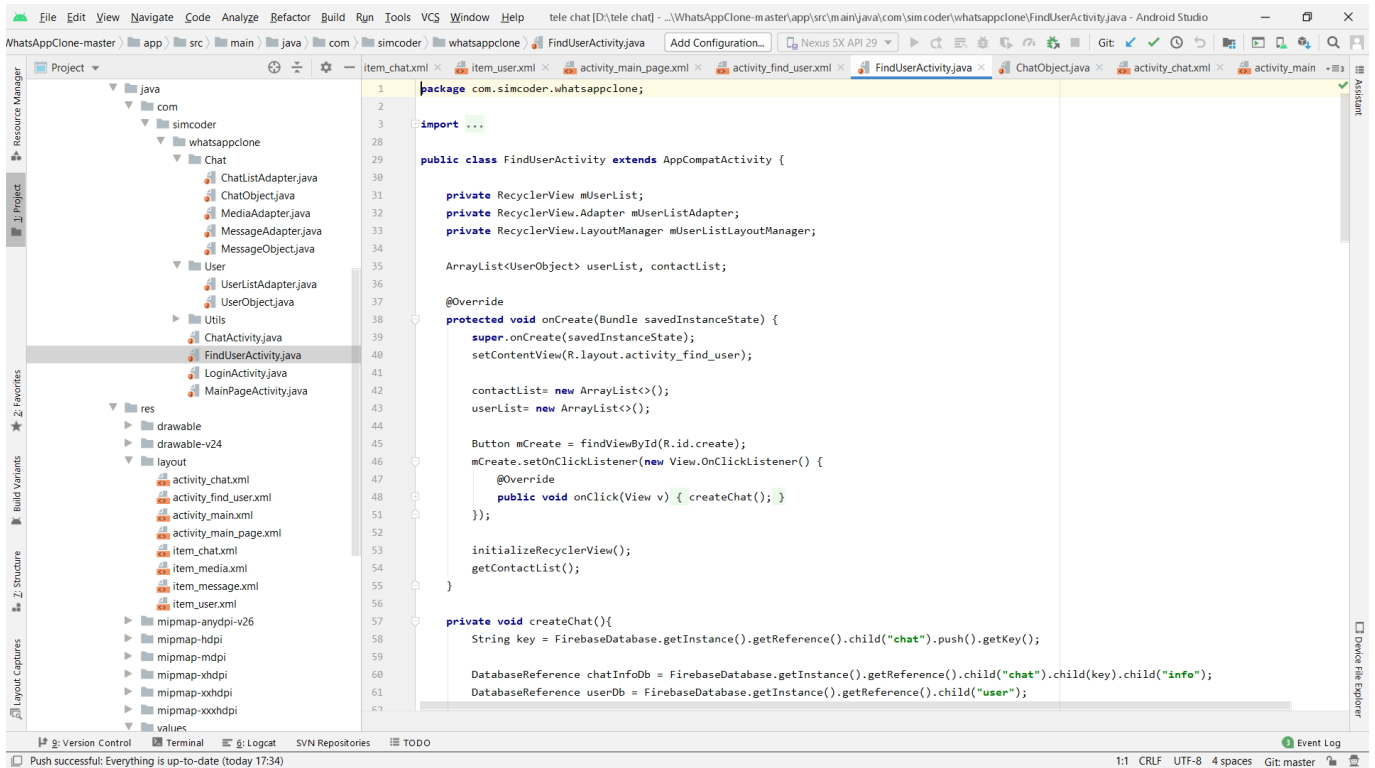 File Edit View Navigate Code Analyze Refactor Build Run Tools VCS Window Help tele chat [D:\tele chat] - ...\WhatsAppClone-master\app\src\main\java\com\simcoder\whatsappclone\FindUserActivity.java - Android Studio
WhatsAppClone-master app src main java com simcoder whatsappclone FindUserActivity.java Add Configuration... Nexus 5X API 29 Git:
Project
item_chat.xml item_user.xml activity_main_page.xml activity_find_user.xml FindUserActivity.java ChatObject.java activity_chat.xml activity_main
Resource Manager
1: Project
2: Favorites
Build Variants
Z: Structure
Layout Captures
java
com
simcoder
whatsappclone
Chat
ChatListAdapter.java
ChatObject.java
MediaAdapter.java
MessageAdapter.java
MessageObject.java
User
UserListAdapter.java
UserObject.java
Utils
ChatActivity.java
FindUserActivity.java
LoginActivity.java
MainPageActivity.java
res
drawable
drawable-v24
layout
activity_chat.xml
activity_find_user.xml
activity_main.xml
activity_main_page.xml
item_chat.xml
item_media.xml
item_message.xml
item_user.xml
mipmap-anydpi-v26
mipmap-hdpi
mipmap-mdpi
mipmap-xhdpi
mipmap-xxhdpi
mipmap-xxxhdpi
values
1 package com.simcoder.whatsappclone;
2
3 import ...
28
29 public class FindUserActivity extends AppCompatActivity {
30
31 private RecyclerView mUserList;
32 private RecyclerView.Adapter mUserListAdapter;
33 private RecyclerView.LayoutManager mUserListLayoutManager;
34
35 ArrayList<UserObject> userList, contactList;
36
37 @Override
38 protected void onCreate(Bundle savedInstanceState) {
39 super.onCreate(savedInstanceState);
40 setContentView(R.layout.activity_find_user);
41
42 contactList= new ArrayList<>();
43 userList= new ArrayList<>();
44
45 Button mCreate = findViewById(R.id.create);
46 mCreate.setOnClickListener(new View.OnClickListener() {
47 @Override
48 public void onClick(View v) { createChat(); }
51 });
52
53 initializeRecyclerView();
54 getContactList();
55 }
56
57 private void createChat(){
58 String key = FirebaseDatabase.getInstance().getReference().child("chat").push().getKey();
59
60 DatabaseReference chatInfoDb = FirebaseDatabase.getInstance().getReference().child("chat").child(key).child("info");
61 DatabaseReference userDb = FirebaseDatabase.getInstance().getReference().child("user");
62
Assistant
Device File Explorer
9: Version Control Terminal 6: Logcat SVN Repositories TODO 3 Event Log
Push successful: Everything is up-to-date (today 17:34) 1:1 CRLF UTF-8 4 spaces Git: master